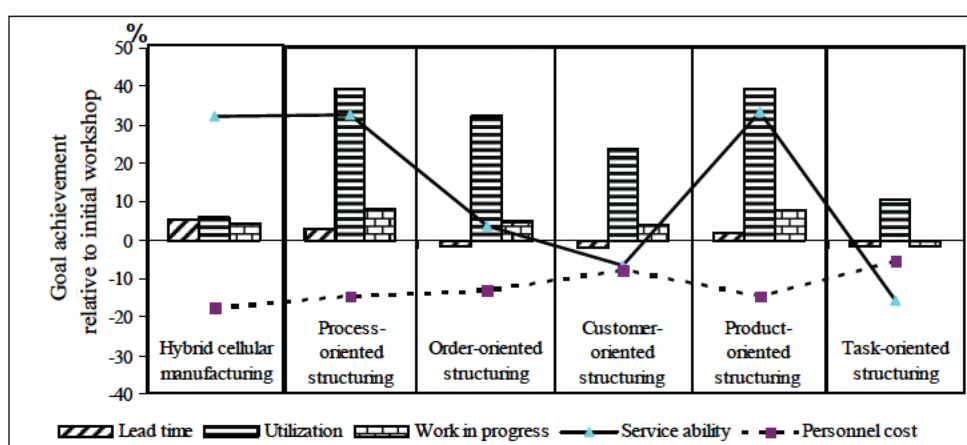 %
50
40
30
20
10
0
-10
-20
-30
-40
Goal achievement
relative to initial workshop
Hybrid cellular
manufacturing
Process-
oriented
structuring
Order-oriented
structuring
Customer-
oriented
structuring
Product-
oriented
structuring
Task-oriented
structuring
Lead time Utilization Work in progress Service ability Personnel cost